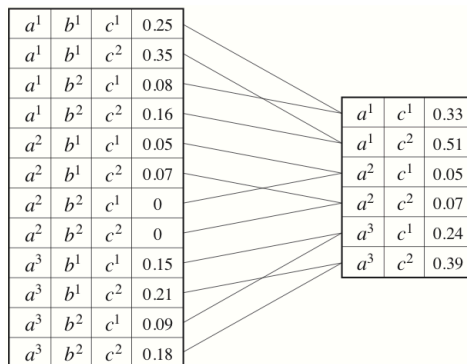 a¹ b¹ c¹ 0.25
a¹ b¹ c² 0.35
a¹ b² c¹ 0.08
a¹ b² c² 0.16
a² b¹ c¹ 0.05
a² b¹ c² 0.07
a² b² c¹ 0
a² b² c² 0
a³ b¹ c¹ 0.15
a³ b¹ c² 0.21
a³ b² c¹ 0.09
a³ b² c² 0.18
a¹ c¹ 0.33
a¹ c² 0.51
a² c¹ 0.05
a² c² 0.07
a³ c¹ 0.24
a³ c² 0.39